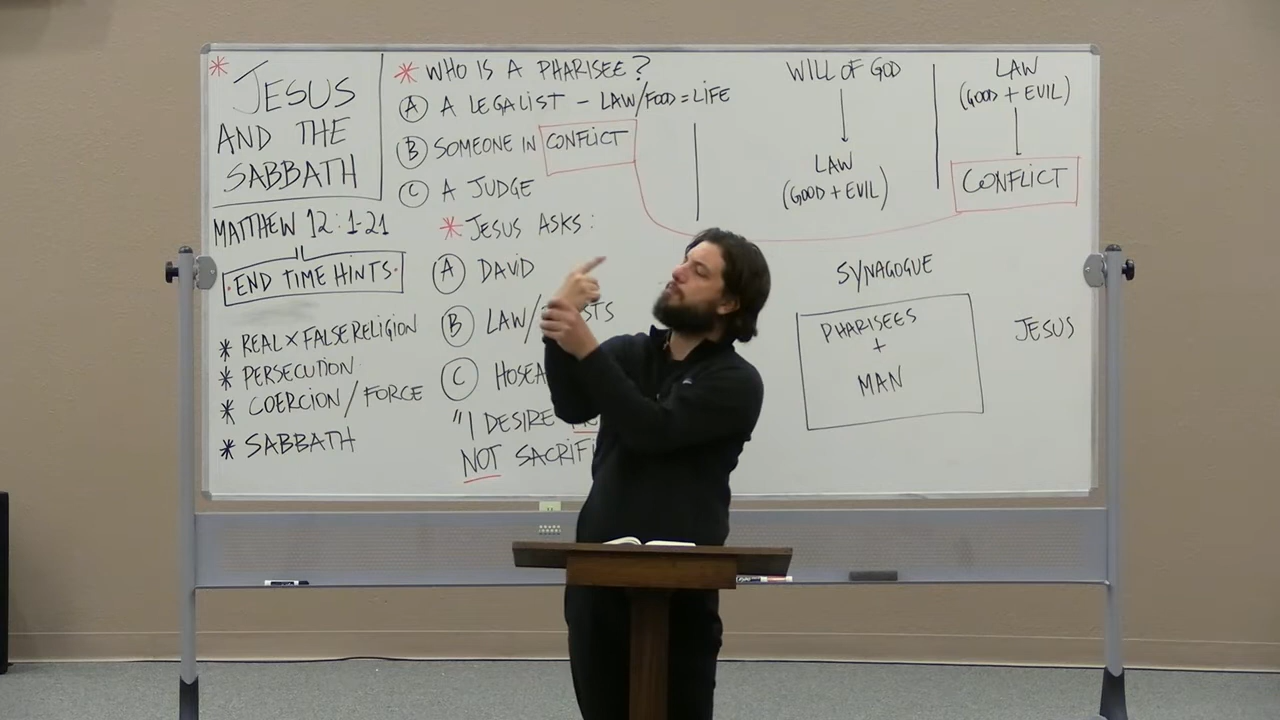 * JESUS
AND THE
SABBATH
MATTHEW 12:1-21
END TIME HINTS
* REAL X FALSE RELIGION
* PERSECUTION
* COERCION/FORCE
* SABBATH
* WHO IS A PHARISEE?
A A LEGALIST - LAW/FOOD = LIFE
B SOMEONE IN CONFLICT
C A JUDGE
* JESUS ASKS:
A DAVID
B LAW/
C HOSEA
"I DESIRE
NOT
WILL OF GOD
LAW
(GOOD + EVIL)
LAW
(GOOD + EVIL)
CONFLICT
SYNAGOGUE
PHARISEES
+
MAN
JESUS